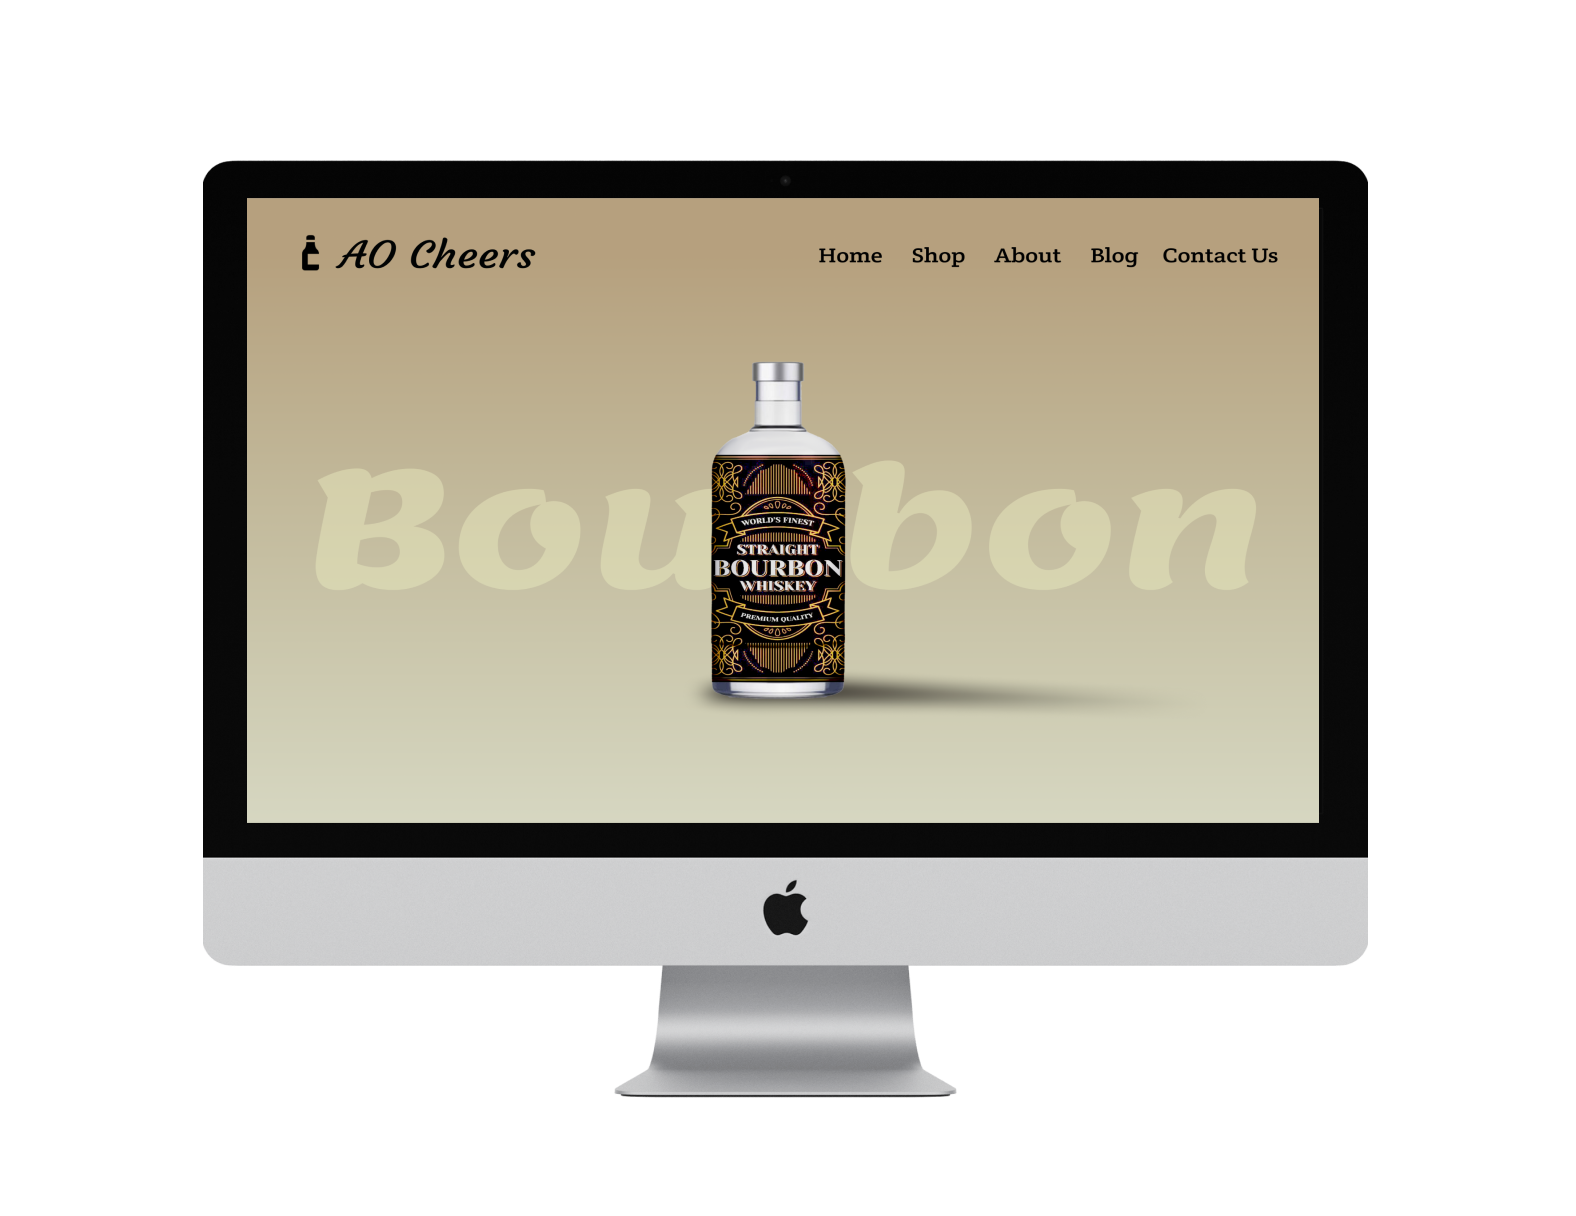 AO Cheers
Home Shop About Blog Contact Us
Bou bon
WORLD'S FINEST
STRAIGHT
BOURBON
WHISKEY
PREMIUM QUALITY